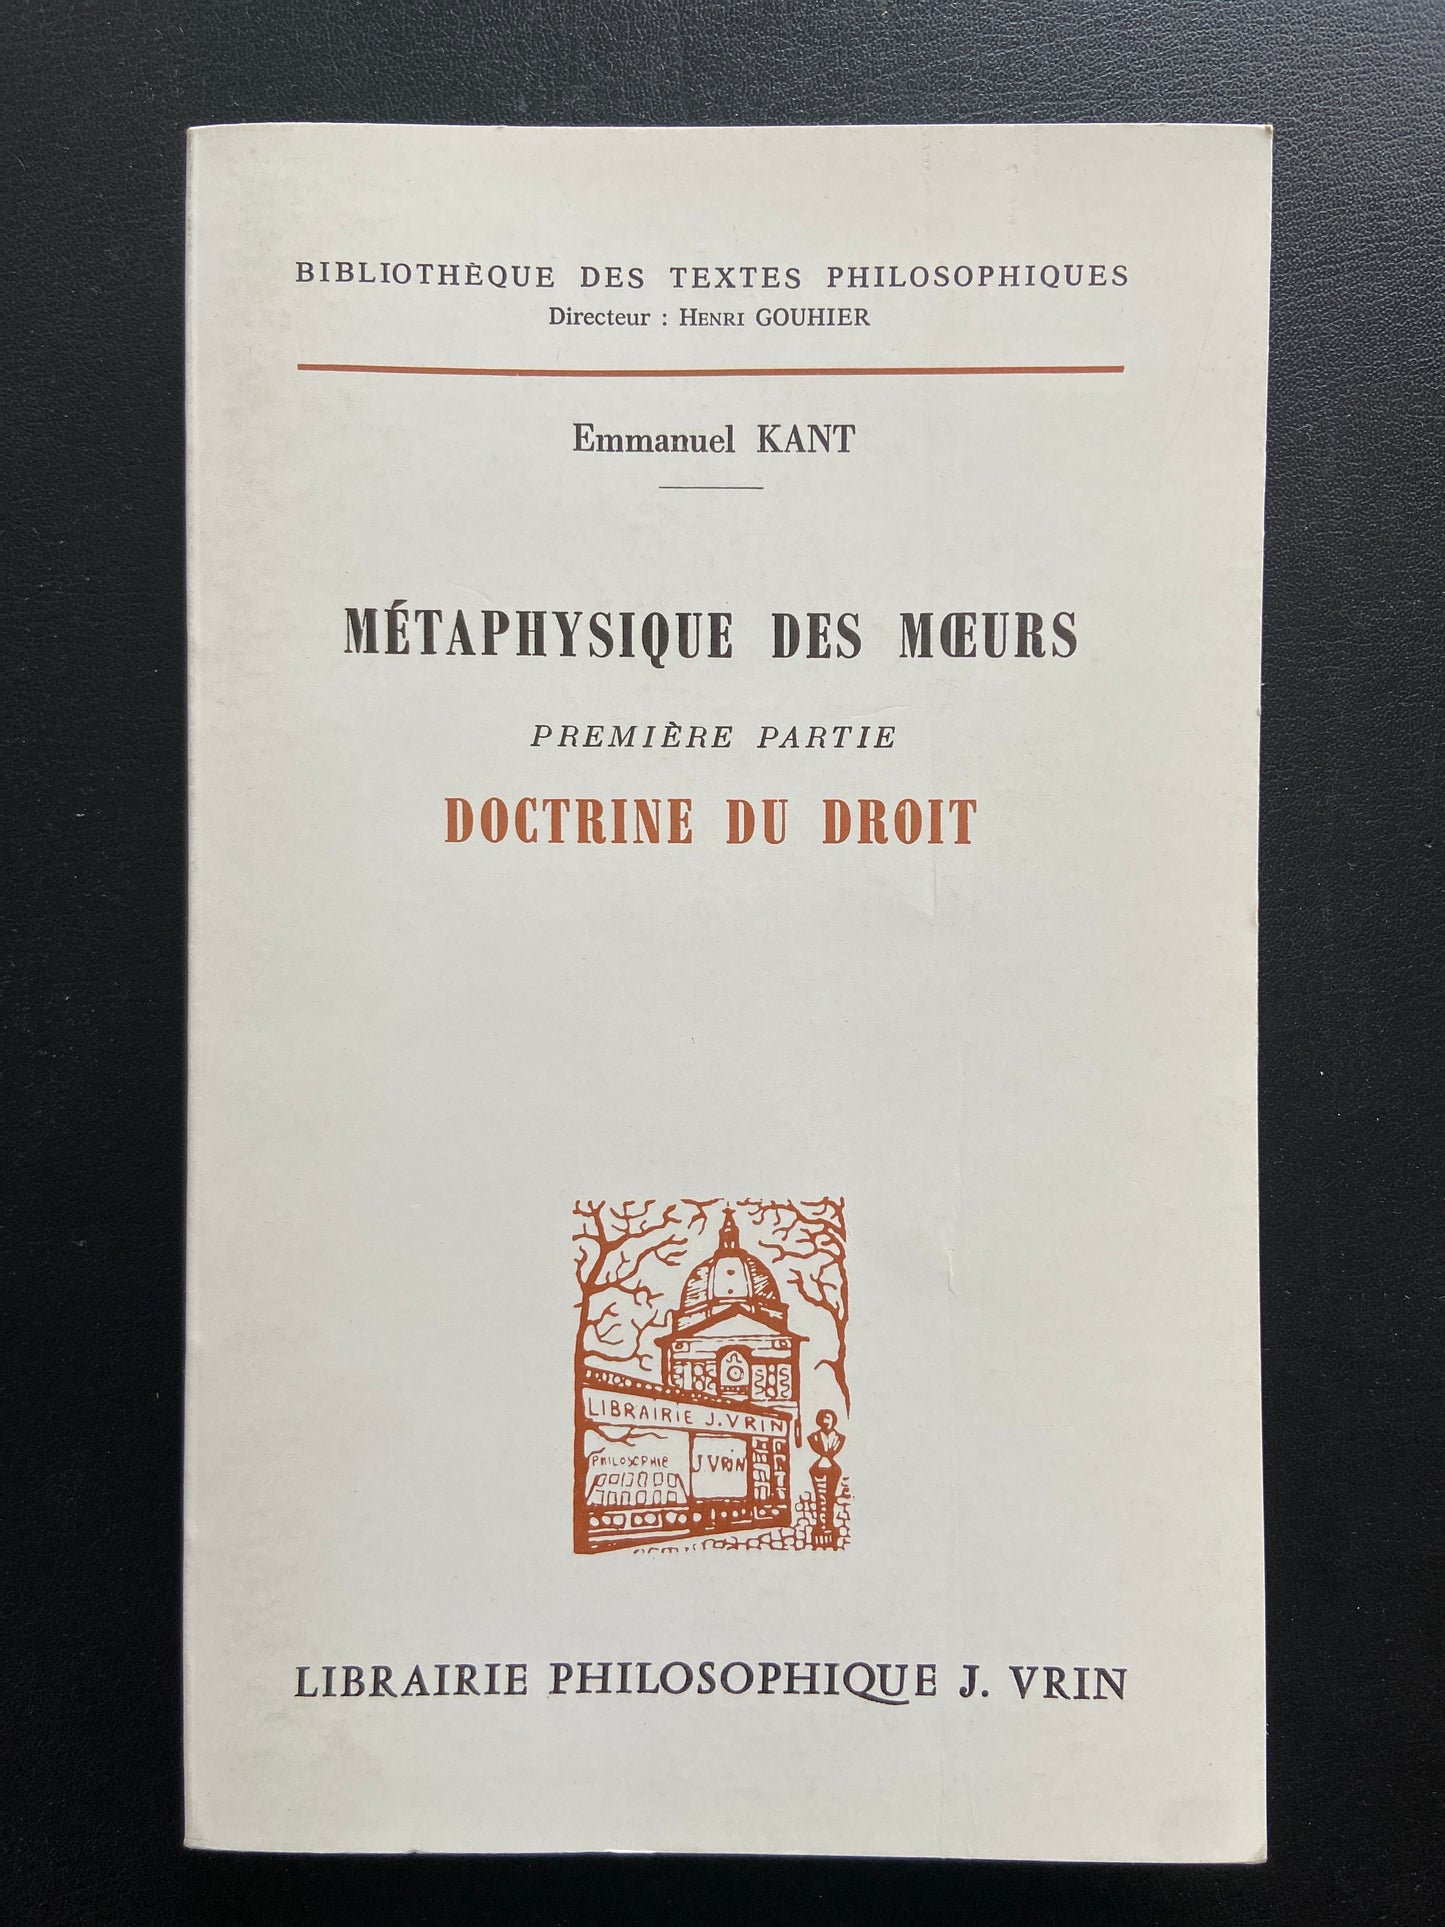 BIBLIOTHÈQUE DES TEXTES PHILOSOPHIQUES
Directeur : HENRI GOUHIER
Emmanuel KANT
MÉTAPHYSIQUE DES MŒURS
PREMIÈRE PARTIE
DOCTRINE DU DROIT
LIBRAIRIE J. VRIN
PHILOSOPHIE J VRIN
LIBRAIRIE PHILOSOPHIQUE J. VRIN